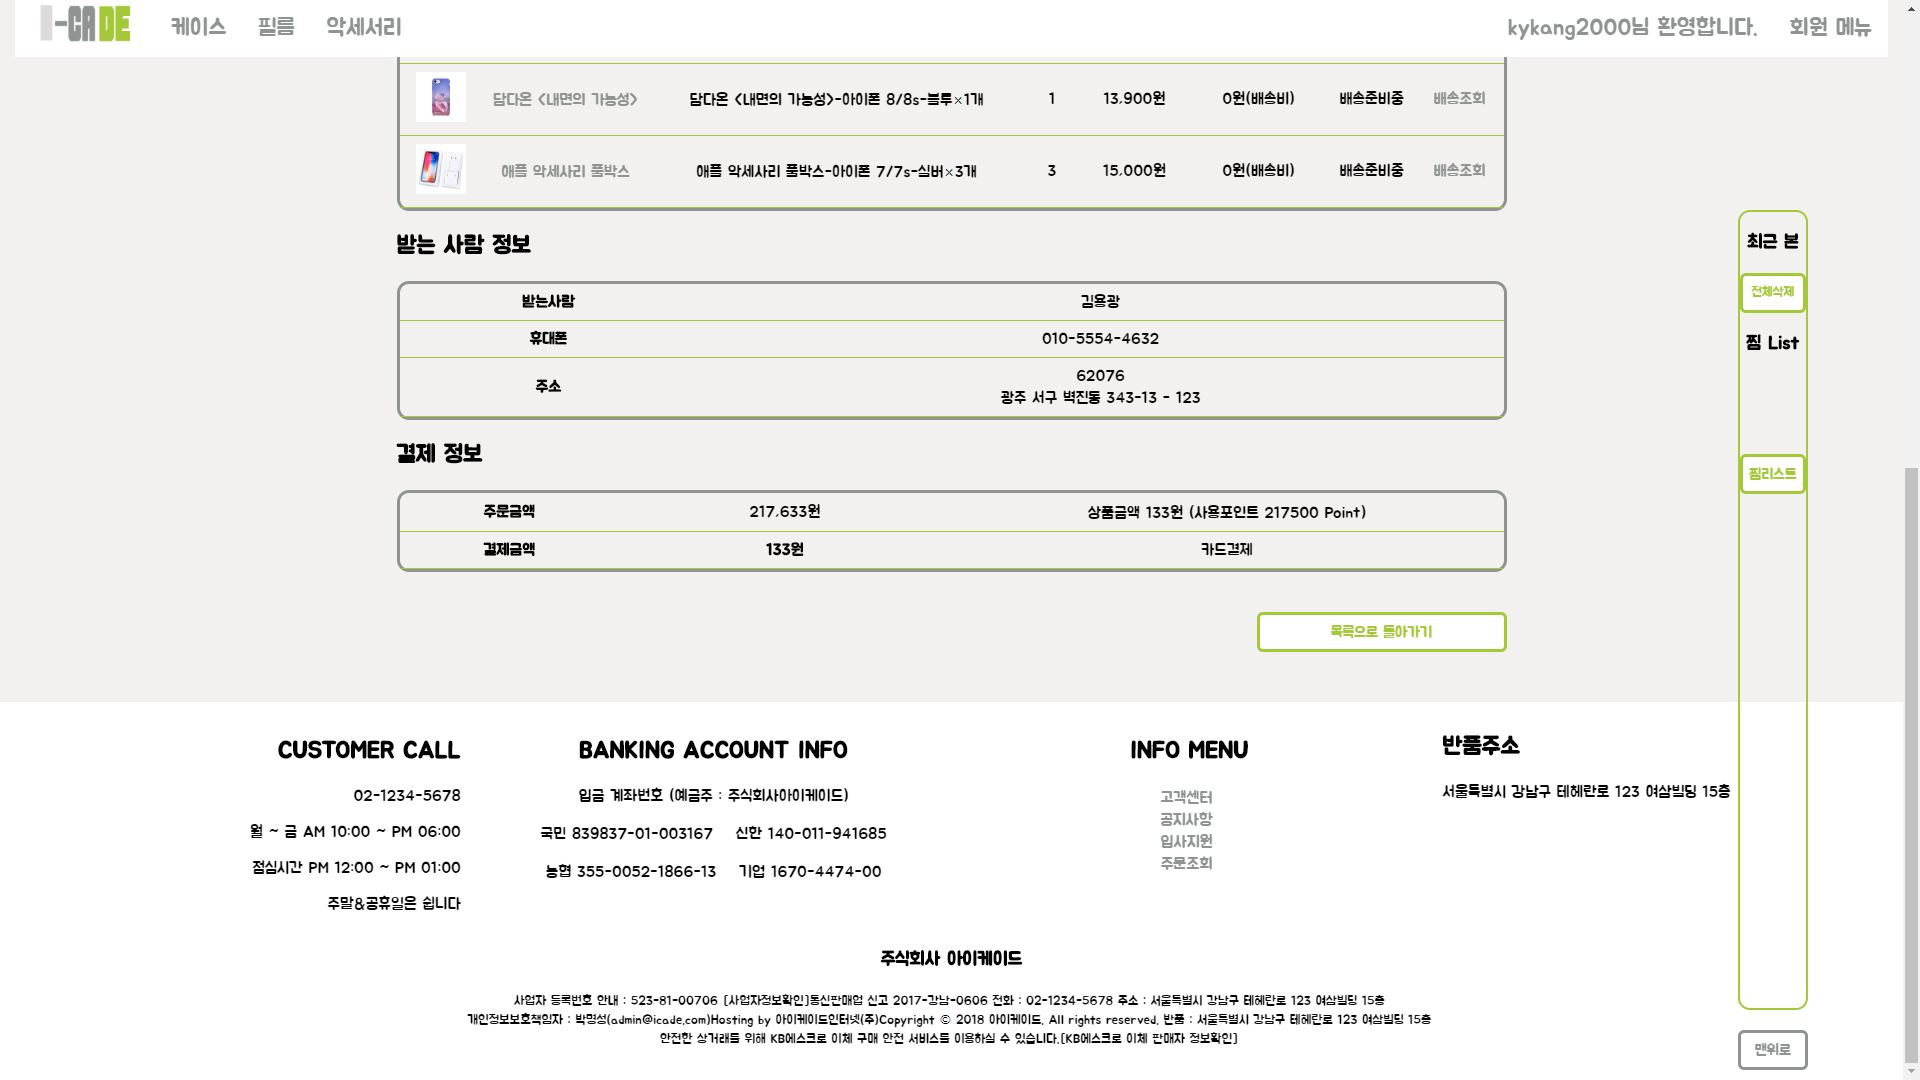 I-CADE 케이스 필름 악세서리 kykang2000님 환영합니다. 회원 메뉴
담다온 <내면의 가능성> 담다온 <내면의 가능성>-아이폰 8/8s-블루×1개 1 13,900원 0원(배송비) 배송준비중 배송조회
애플 악세사리 풀박스 애플 악세사리 풀박스-아이폰 7/7s-실버×3개 3 15,000원 0원(배송비) 배송준비중 배송조회
받는 사람 정보
받는사람 김용광
휴대폰 010-5554-4632
주소 62076
광주 서구 벽진동 343-13 - 123
결제 정보
주문금액 217,633원 상품금액 133원 (사용포인트 217500 Point)
결제금액 133원 카드결제
목록으로 돌아가기
최근 본
전체삭제
찜 List
찜리스트
CUSTOMER CALL
02-1234-5678
월 ~ 금 AM 10:00 ~ PM 06:00
점심시간 PM 12:00 ~ PM 01:00
주말&공휴일은 쉽니다
BANKING ACCOUNT INFO
입금 계좌번호 (예금주 : 주식회사아이케이드)
국민 839837-01-003167 신한 140-011-941685
농협 355-0052-1866-13 기업 1670-4474-00
INFO MENU
고객센터
공지사항
입사지원
주문조회
반품주소
서울특별시 강남구 테헤란로 123 여삼빌딩 15층
주식회사 아이케이드
사업자 등록번호 안내 : 523-81-00706 [사업자정보확인]통신판매업 신고 2017-강남-0606 전화 : 02-1234-5678 주소 : 서울특별시 강남구 테헤란로 123 여삼빌딩 15층
개인정보보호책임자 : 박명성(admin@icade.com)Hosting by 아이케이드인터넷(주)Copyright © 2018 아이케이드. All rights reserved. 반품 : 서울특별시 강남구 테헤란로 123 여삼빌딩 15층
안전한 상거래를 위해 KB에스크로 이체 구매 안전 서비스를 이용하실 수 있습니다.[KB에스크로 이체 판매자 정보확인]
맨위로